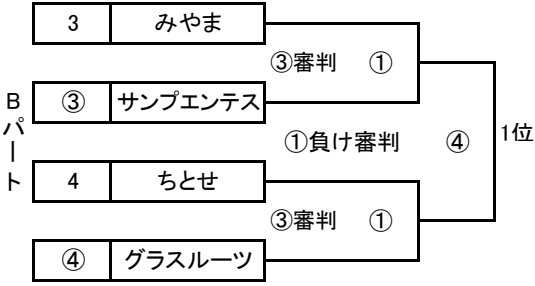 Bパート
3 みやま
③審判 ①
③ サンプエンテス
①負け審判 ④ 1位
4 ちとせ
③審判 ①
④ グラスルーツ